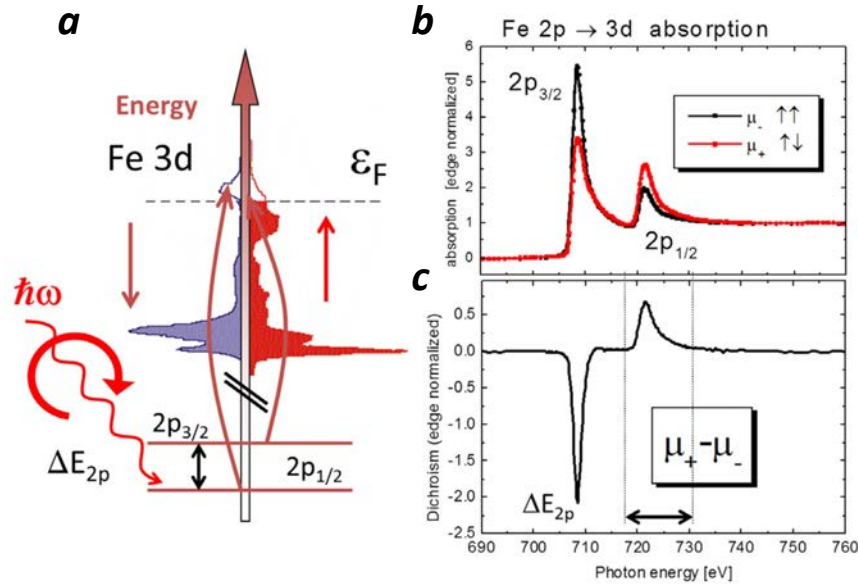 a
Energy
Fe 3d
ε_F
ħω
2p3/2
ΔE2p
2p1/2
b
Fe 2p → 3d absorption
6
5
4
3
2
1
0
absorption [edge normalized]
2p3/2
μ- ↑↑
μ+ ↑↓
2p1/2
c
0.5
0.0
-0.5
-1.0
-1.5
-2.0
-2.5
Dichroism (edge normalized)
μ+-μ-
ΔE2p
690 700 710 720 730 740 750 760
Photon energy [eV]